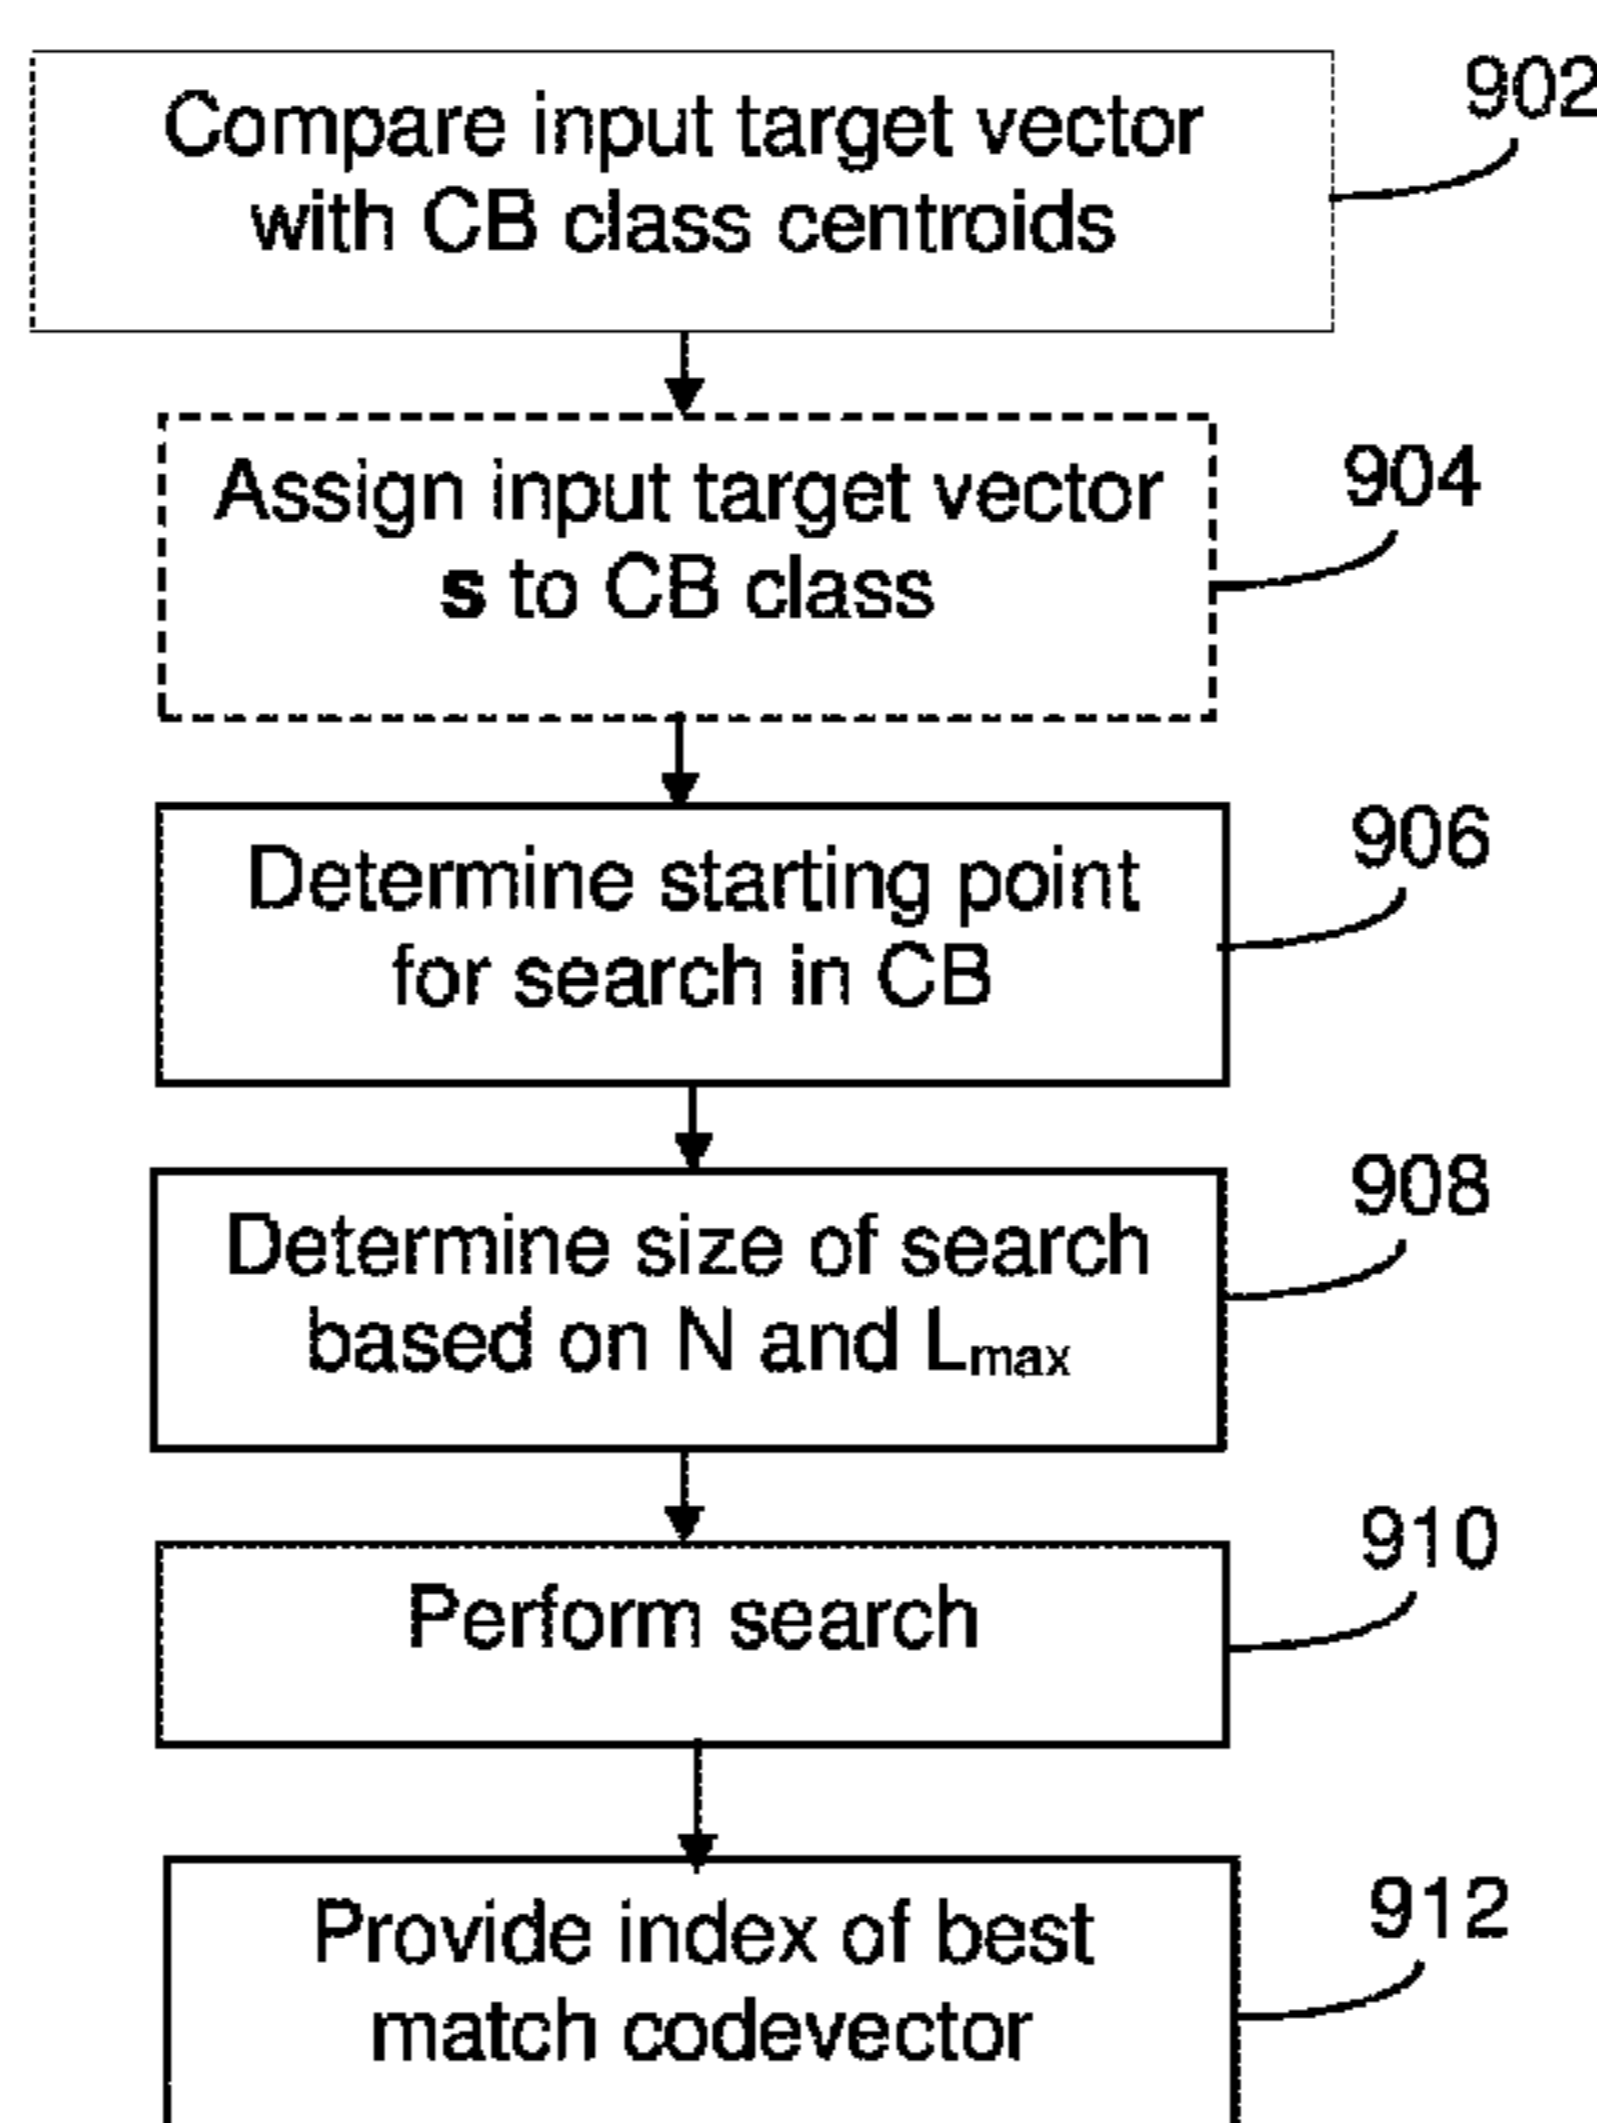 Compare input target vector
with CB class centroids
902
Assign input target vector
s to CB class
904
Determine starting point
for search in CB
906
Determine size of search
based on N and Lmax
908
Perform search
910
Provide index of best
match codevector
912